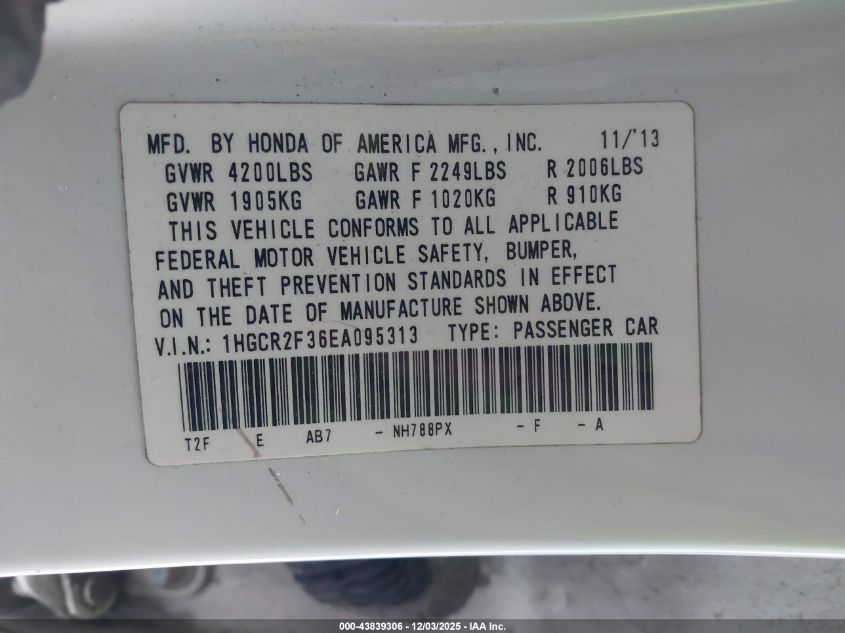 MFD. BY HONDA OF AMERICA MFG., INC. 11/'13
GVWR 4200LBS GAWR F 2249LBS R 2006LBS
GVWR 1905KG GAWR F 1020KG R 910KG
THIS VEHICLE CONFORMS TO ALL APPLICABLE
FEDERAL MOTOR VEHICLE SAFETY, BUMPER,
AND THEFT PREVENTION STANDARDS IN EFFECT
ON THE DATE OF MANUFACTURE SHOWN ABOVE.
V.I.N.: 1HGCR2F36EA095313 TYPE: PASSENGER CAR
T2F E AB7 - NH788PX - F - A
000-43839306 - 12/03/2025 - IAA Inc.